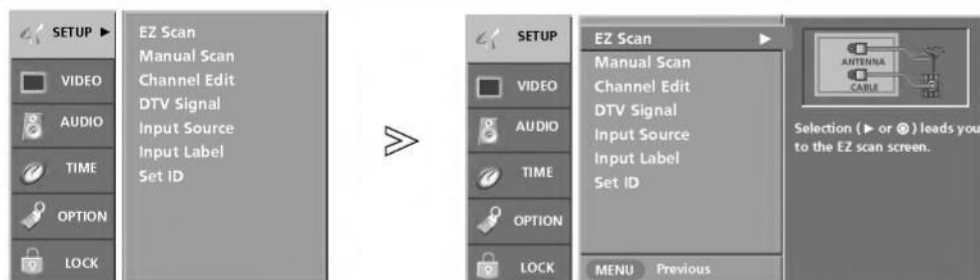 SETUP ▶
VIDEO
AUDIO
TIME
OPTION
LOCK
EZ Scan
Manual Scan
Channel Edit
DTV Signal
Input Source
Input Label
Set ID
SETUP
VIDEO
AUDIO
TIME
OPTION
LOCK
EZ Scan ▶
Manual Scan
Channel Edit
DTV Signal
Input Source
Input Label
Set ID
MENU Previous
ANTENNA
CABLE
Selection (▶ or ◉) leads you
to the EZ scan screen.